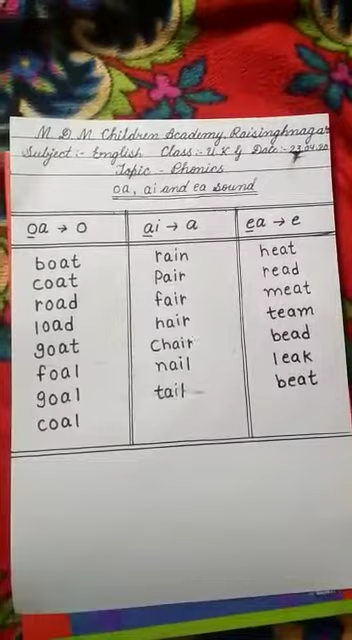 M. D. M Children Academy, Raisinghnagar
Subject:- English Class:- U.K.G Date:- 23.04.20
Topic - Phonics
oa, ai and ea sound
oa → o ai → a ea → e
boat rain heat
coat Pair read
road fair meat
load hair team
goat Chair bead
foal nail leak
goal tail beat
coal